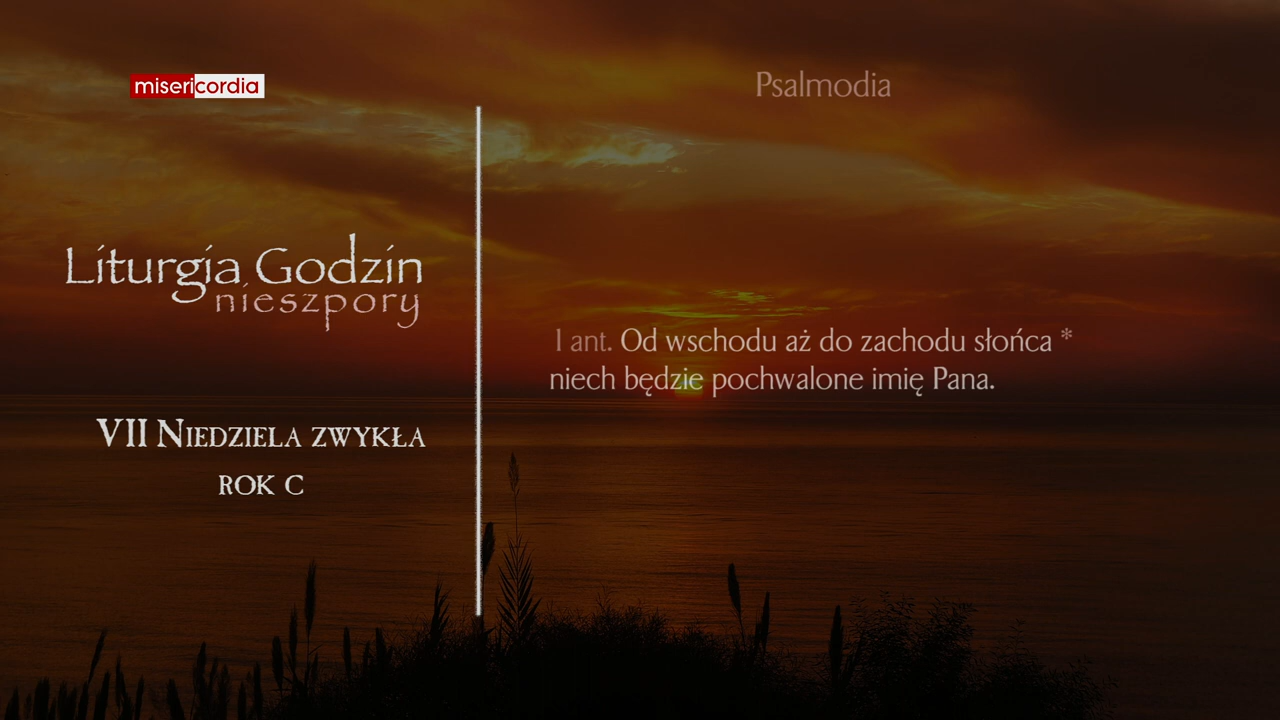 misericordia
Psalmodia
Liturgia Godzin
nieszpory
VII Niedziela zwykła
rok C
1 ant. Od wschodu aż do zachodu słońca *
niech będzie pochwalone imię Pana.